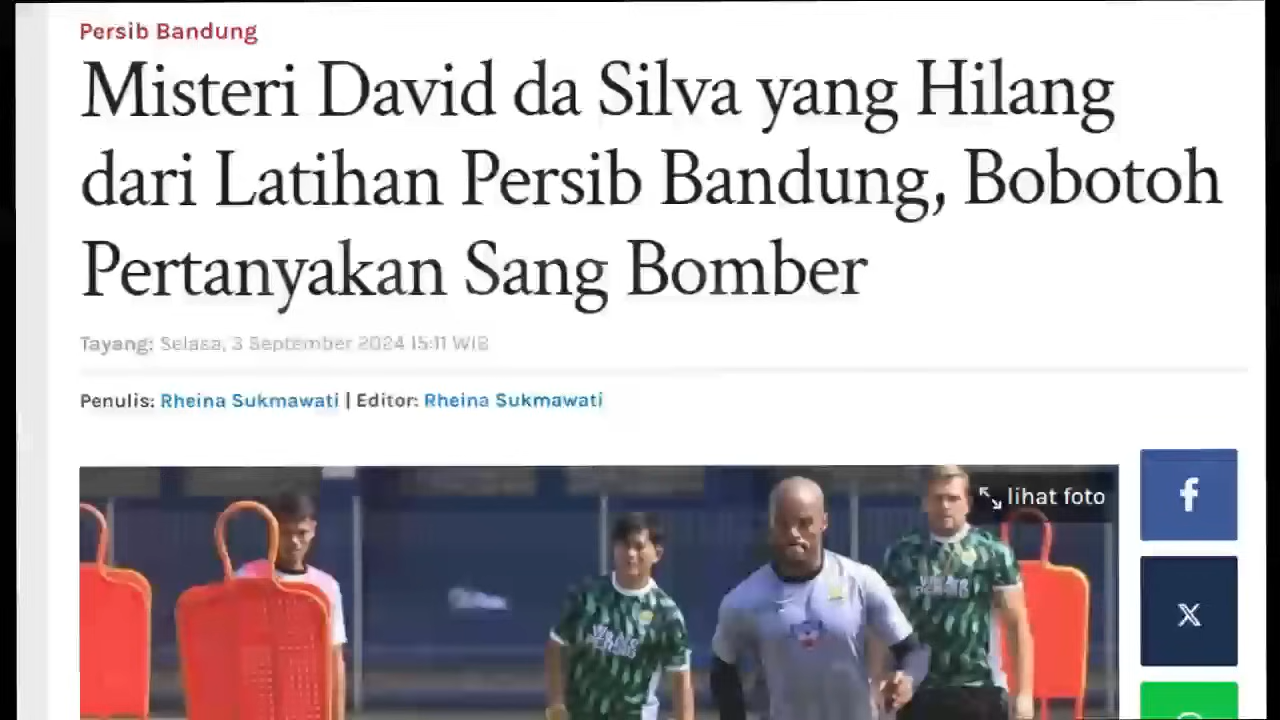 Persib Bandung
Misteri David da Silva yang Hilang
dari Latihan Persib Bandung, Bobotoh
Pertanyakan Sang Bomber
Tayang: Selasa, 3 September 2024 15:11 WIB
Penulis: Rheina Sukmawati | Editor: Rheina Sukmawati
lihat foto